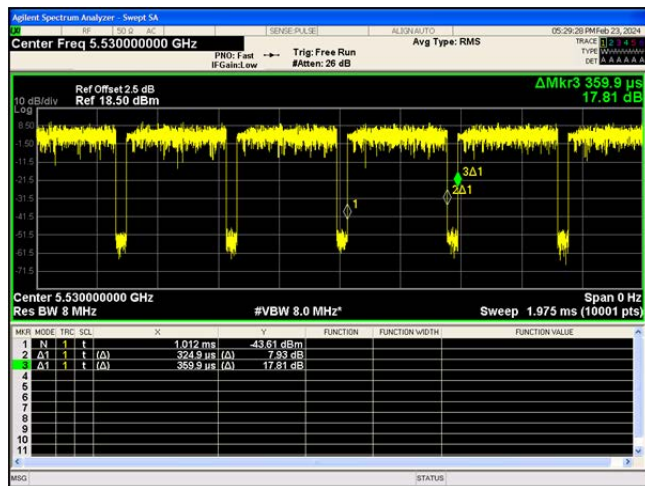 Agilent Spectrum Analyzer - Swept SA
RF 50 Ω AC SENSE:PULSE ALIGN AUTO 05:29:28 PM Feb 23, 2024
Center Freq 5.530000000 GHz
PNO: Fast
IFGain:Low
Trig: Free Run
#Atten: 26 dB
Avg Type: RMS
TRACE 1 2 3 4 5 6
TYPE
DET A A A A A A
ΔMkr3 359.9 µs
17.81 dB
Ref Offset 2.5 dB
10 dB/div Ref 18.50 dBm
Log
8.50
-1.50
-11.5
-21.5
-31.5
-41.5
-51.5
-61.5
-71.5
1
2Δ1
3Δ1
Center 5.530000000 GHz Span 0 Hz
Res BW 8 MHz #VBW 8.0 MHz* Sweep 1.975 ms (10001 pts)
MKR MODE TRC SCL X Y FUNCTION FUNCTION WIDTH FUNCTION VALUE
1 N 1 t 1.012 ms -43.61 dBm
2 Δ1 1 t (Δ) 324.9 µs (Δ) 7.93 dB
3 Δ1 1 t (Δ) 359.9 µs (Δ) 17.81 dB
4
5
6
7
8
9
10
11
MSG STATUS